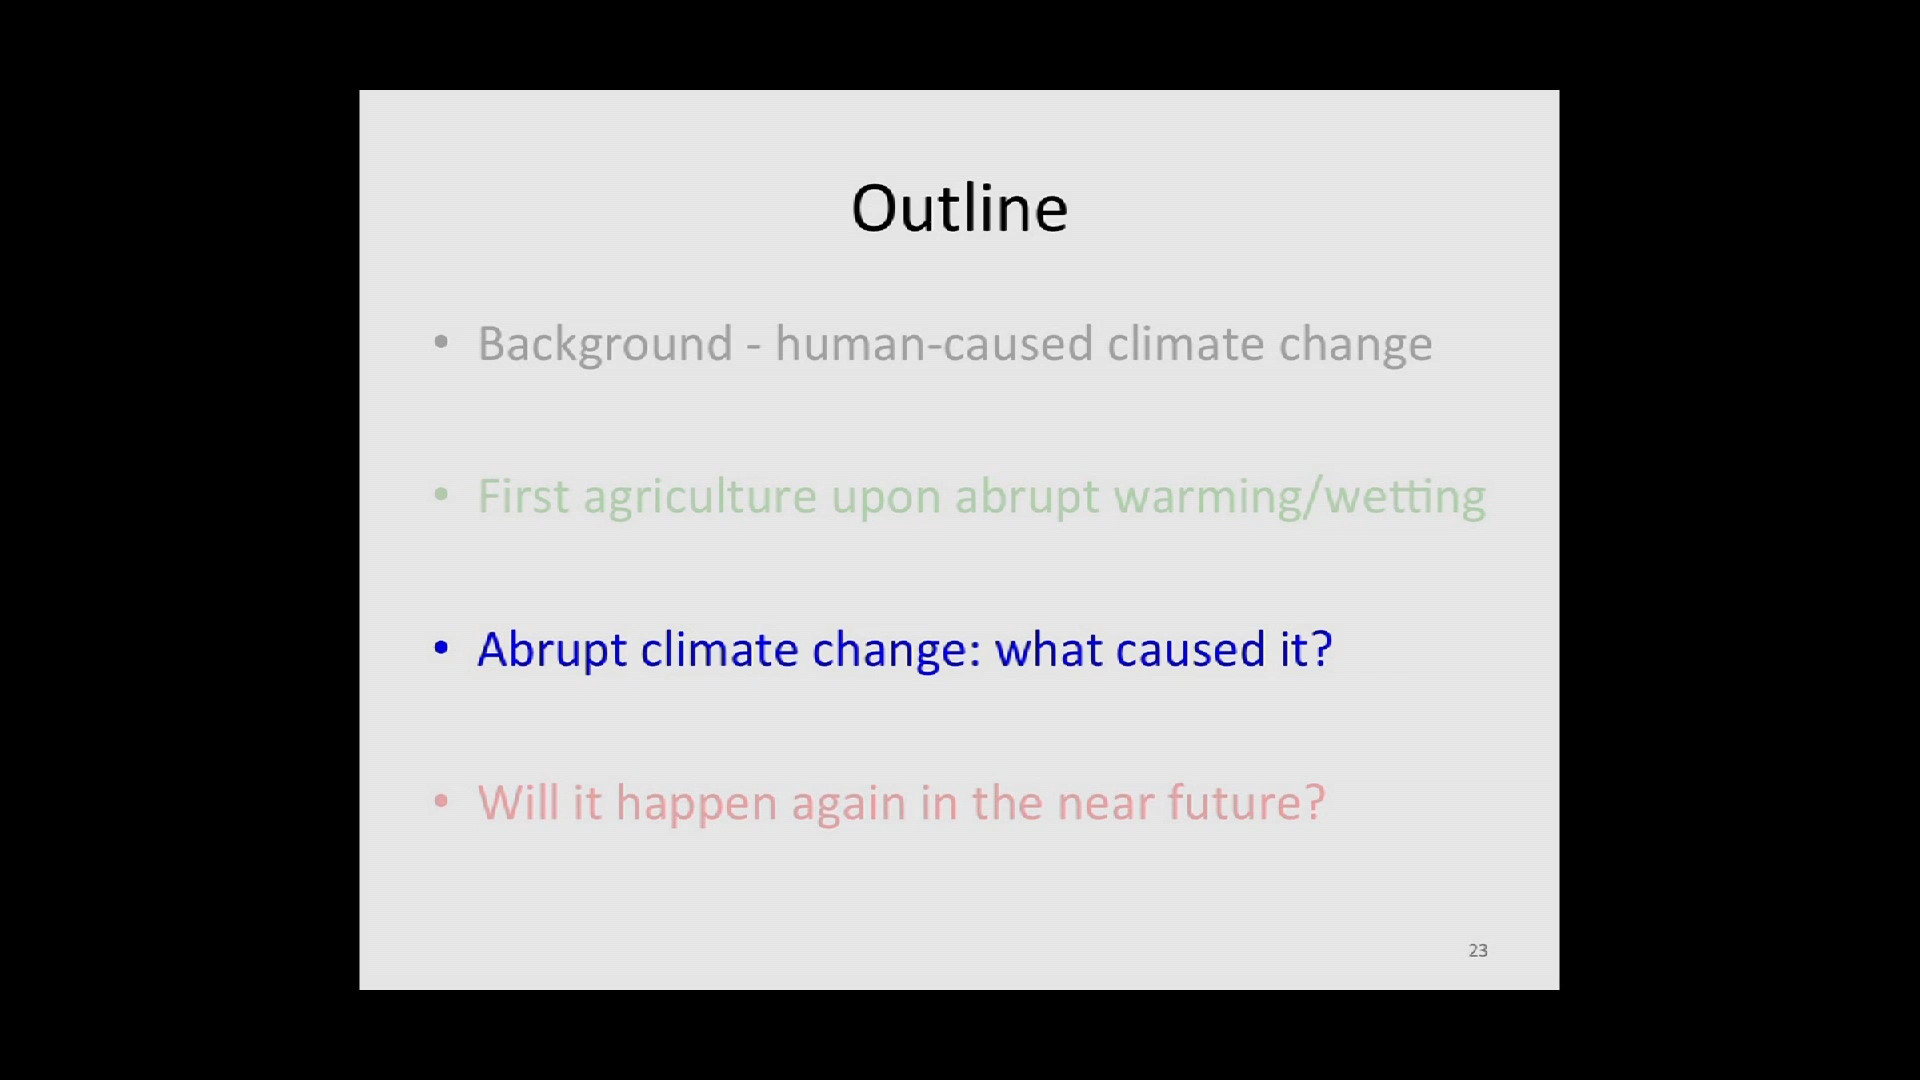 Outline
• Background - human-caused climate change
• First agriculture upon abrupt warming/wetting
• Abrupt climate change: what caused it?
• Will it happen again in the near future?
23